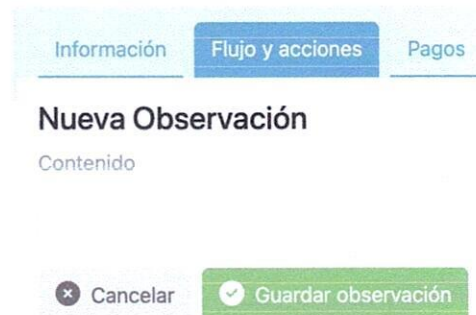 Información Flujo y acciones Pagos
Nueva Observación
Contenido
Cancelar Guardar observación